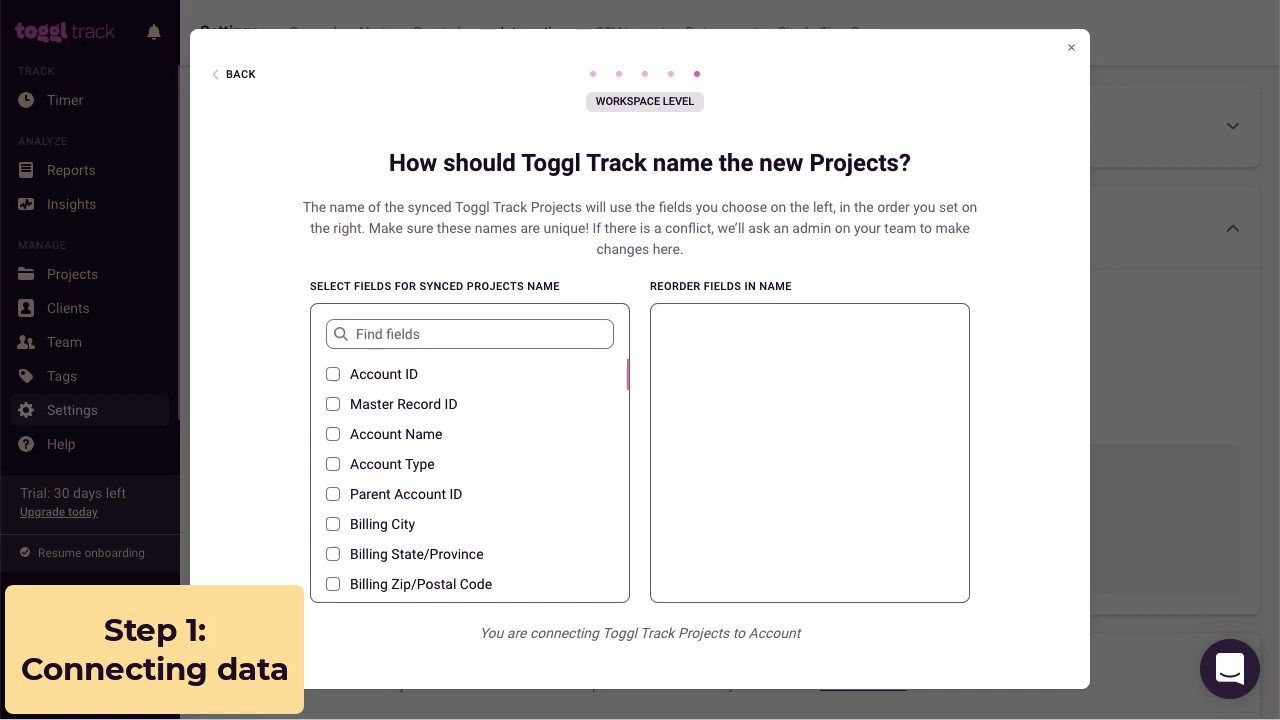 toggl track
TRACK
Timer
ANALYZE
Reports
Insights
MANAGE
Projects
Clients
Team
Tags
Settings
Help
Trial: 30 days left
Upgrade today
Resume onboarding
BACK
WORKSPACE LEVEL
How should Toggl Track name the new Projects?
The name of the synced Toggl Track Projects will use the fields you choose on the left, in the order you set on
the right. Make sure these names are unique! If there is a conflict, we’ll ask an admin on your team to make
changes here.
SELECT FIELDS FOR SYNCED PROJECTS NAME
Find fields
Account ID
Master Record ID
Account Name
Account Type
Parent Account ID
Billing City
Billing State/Province
Billing Zip/Postal Code
REORDER FIELDS IN NAME
You are connecting Toggl Track Projects to Account
Step 1:
Connecting data